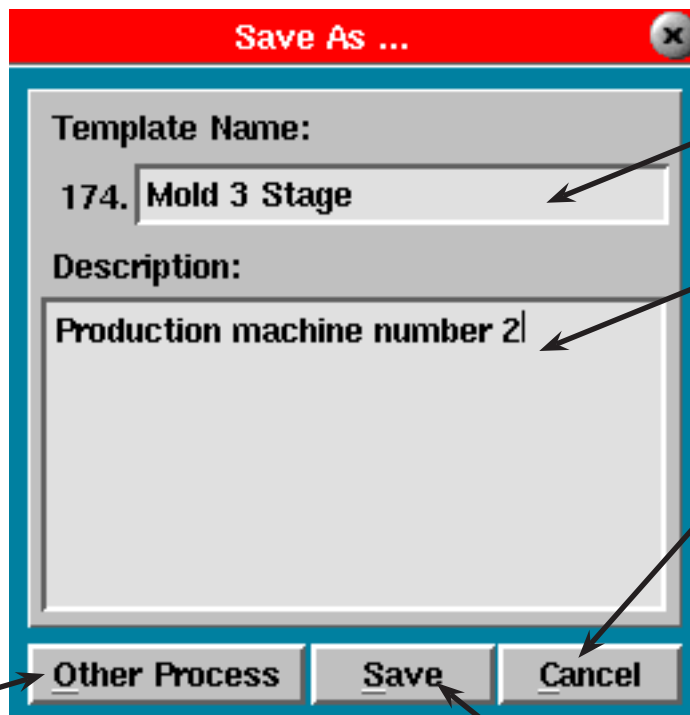 Save As ...
Template Name:
174. Mold 3 Stage
Description:
Production machine number 2
Other Process Save Cancel